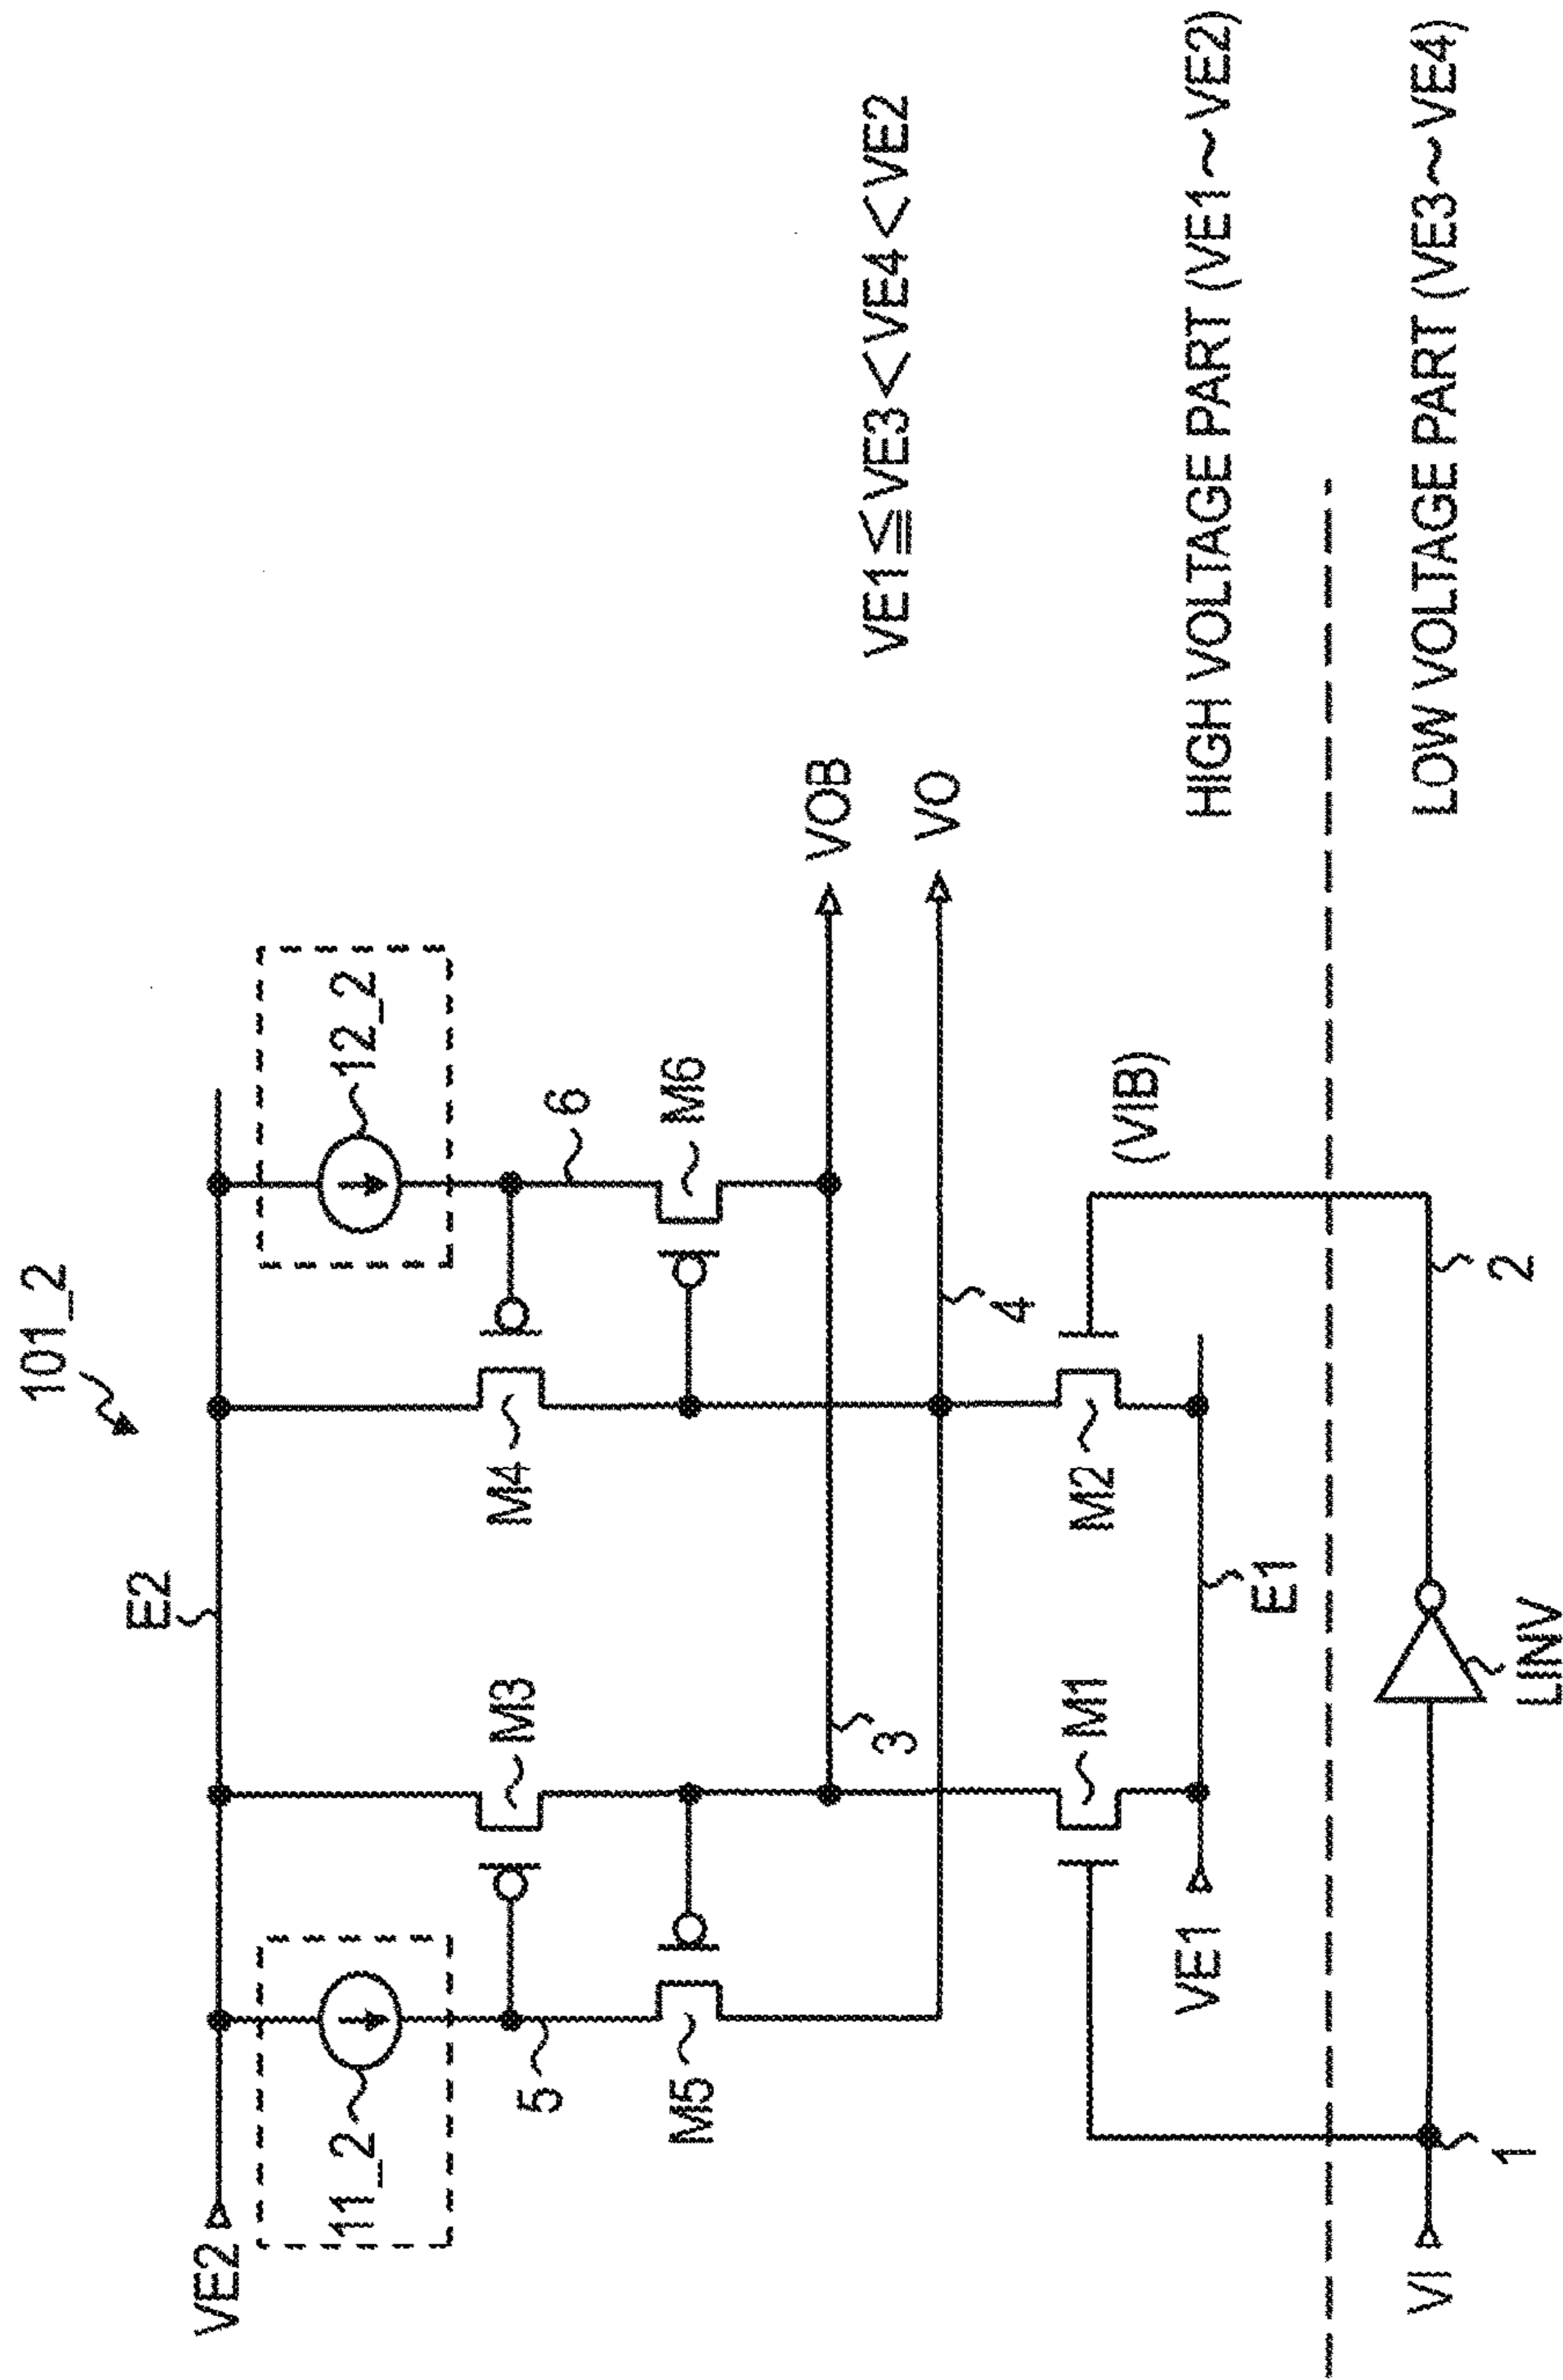 101_2
E2
VE2
11_2
12_2
5
M3
M4
6
M5
M6
VOB
3
VO
VE1≦VE3<VE4<VE2
4
M1
M2
(VIB)
VE1
E1
HIGH VOLTAGE PART (VE1~VE2)
LOW VOLTAGE PART (VE3~VE4)
VI
1
LINV
2